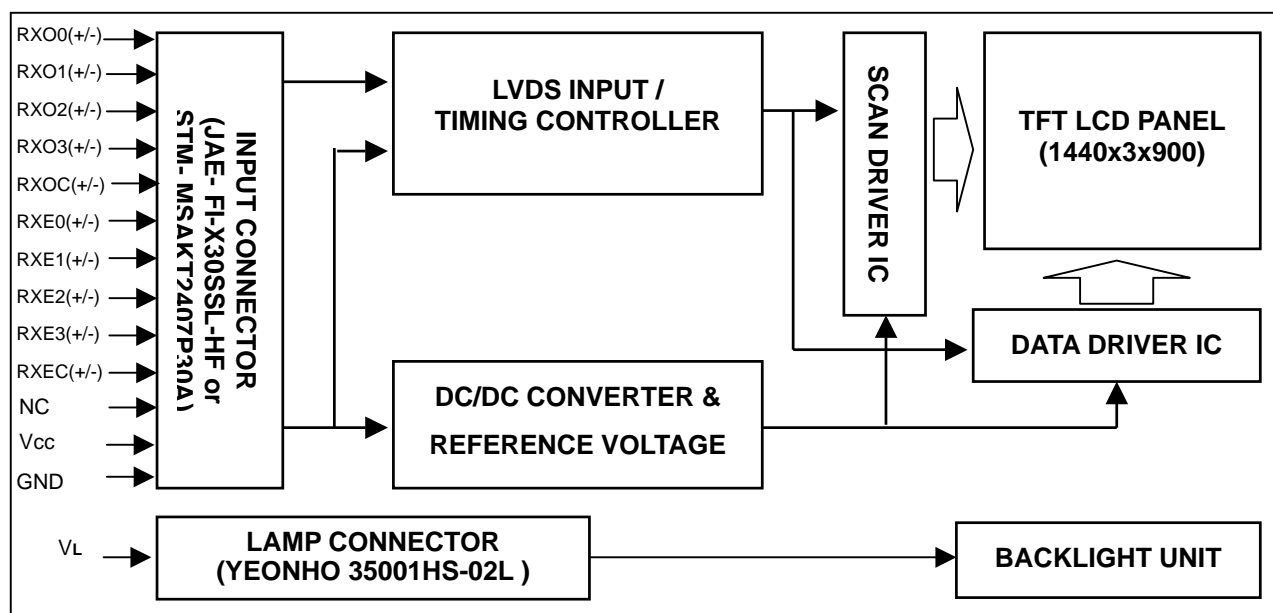 RXO0(+/-)
RXO1(+/-)
RXO2(+/-)
RXO3(+/-)
RXOC(+/-)
RXE0(+/-)
RXE1(+/-)
RXE2(+/-)
RXE3(+/-)
RXEC(+/-)
NC
Vcc
GND
VL
INPUT CONNECTOR
(JAE- FI-X30SSL-HF or
STM- MSAKT2407P30A)
LVDS INPUT /
TIMING CONTROLLER
DC/DC CONVERTER &
REFERENCE VOLTAGE
SCAN DRIVER IC
TFT LCD PANEL
(1440x3x900)
DATA DRIVER IC
LAMP CONNECTOR
(YEONHO 35001HS-02L )
BACKLIGHT UNIT